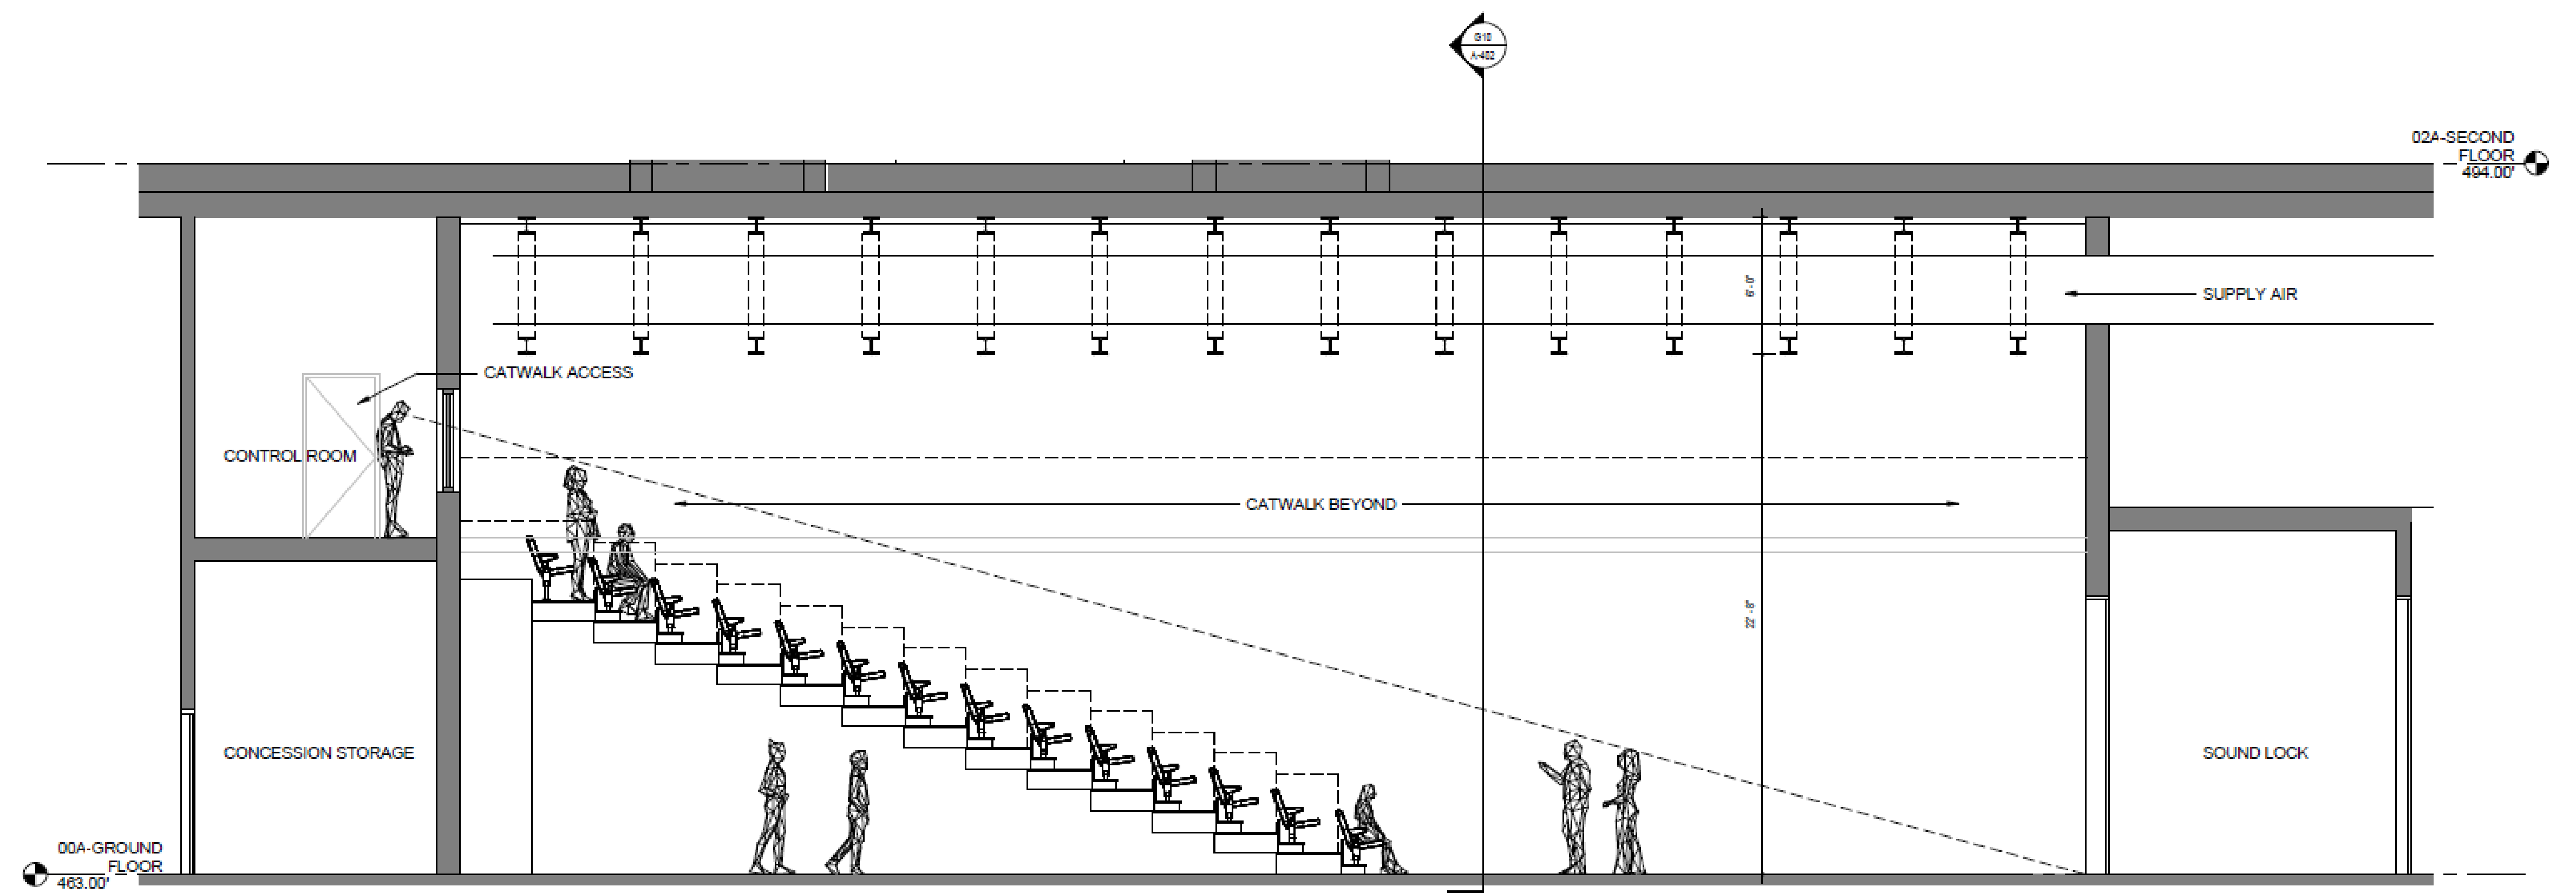 G10
A-402
02A-SECOND
FLOOR
494.00'
6'-0"
SUPPLY AIR
CATWALK ACCESS
CONTROL ROOM
CATWALK BEYOND
22'-8"
CONCESSION STORAGE
SOUND LOCK
00A-GROUND
FLOOR
463.00'